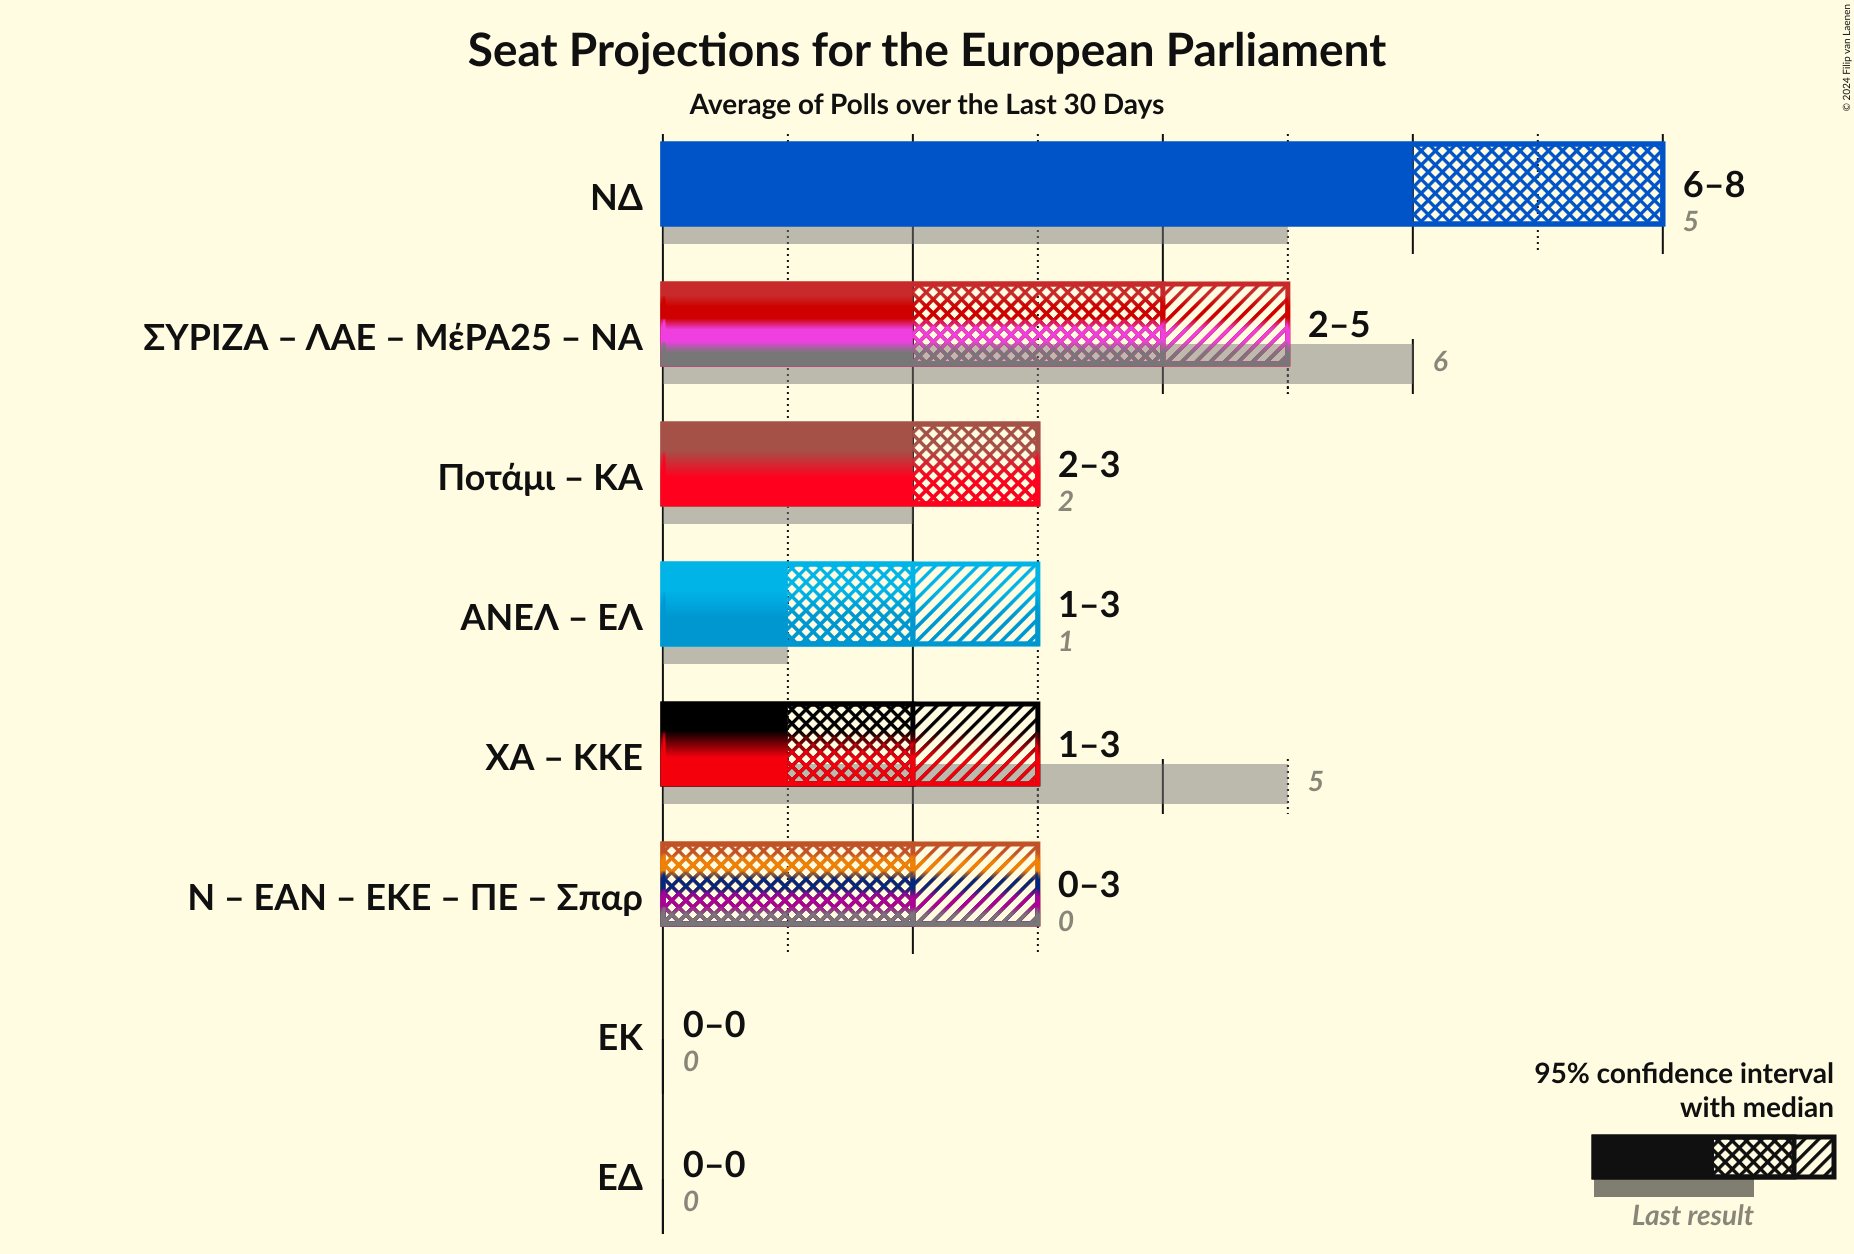 Seat Projections for the European Parliament
Average of Polls over the Last 30 Days
© 2024 Filip van Laenen
ΝΔ
6–8
5
ΣΥΡΙΖΑ – ΛΑΕ – ΜέΡΑ25 – ΝΑ
2–5
6
Ποτάμι – ΚΑ
2–3
2
ΑΝΕΛ – ΕΛ
1–3
1
ΧΑ – ΚΚΕ
1–3
5
Ν – ΕΑΝ – ΕΚΕ – ΠΕ – Σπαρ
0–3
0
ΕΚ
0–0
0
ΕΔ
0–0
0
95% confidence interval
with median
Last result